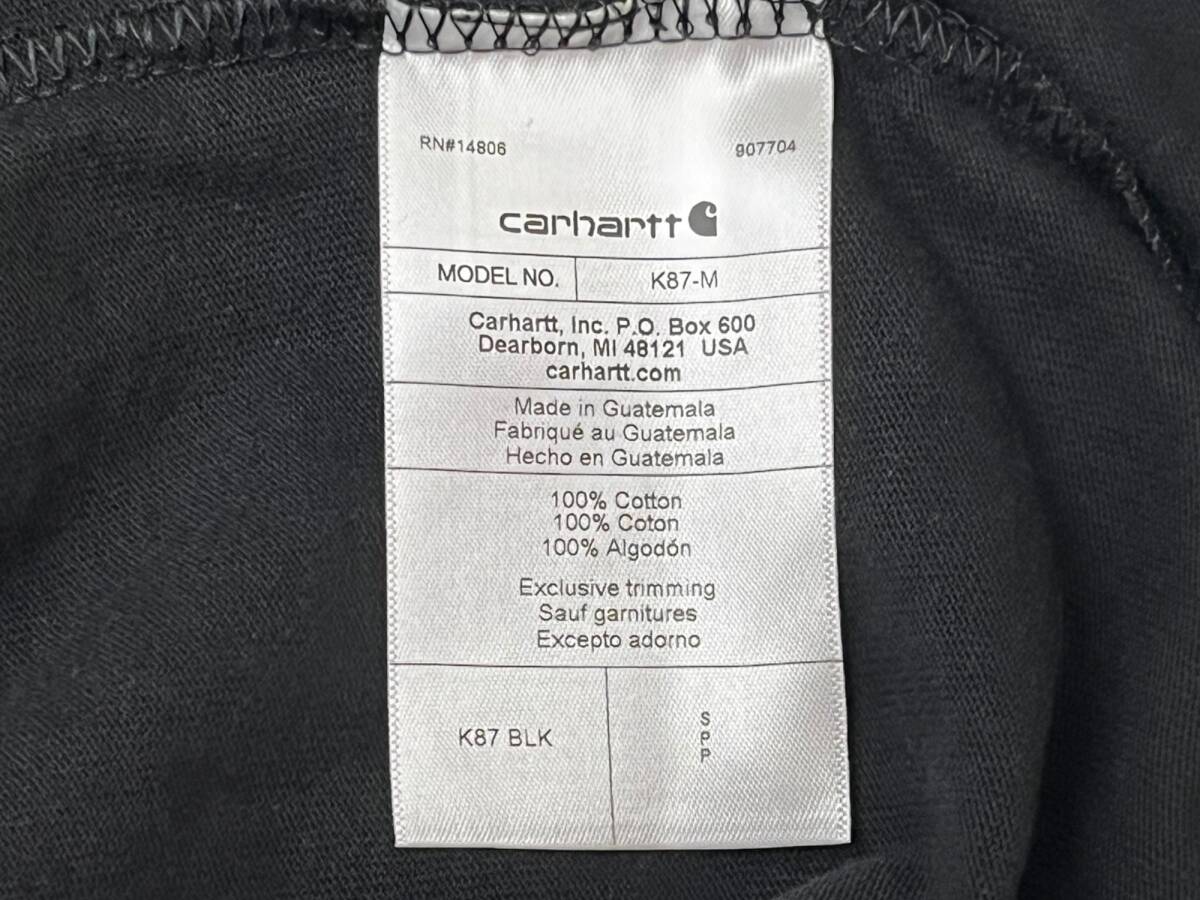 RN#14806 907704
carhartt
MODEL NO. K87-M
Carhartt, Inc. P.O. Box 600
Dearborn, MI 48121 USA
carhartt.com
Made in Guatemala
Fabriqué au Guatemala
Hecho en Guatemala
100% Cotton
100% Coton
100% Algodón
Exclusive trimming
Sauf garnitures
Excepto adorno
K87 BLK
S
P
P